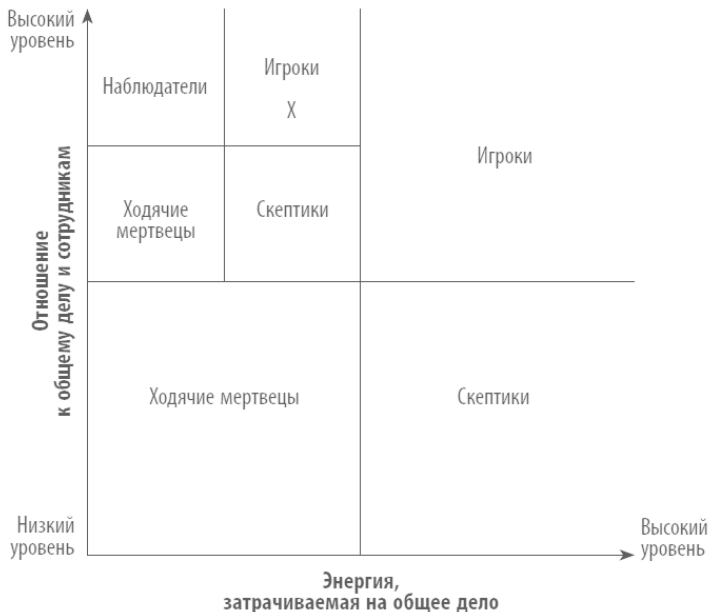 Высокий
уровень
Наблюдатели
Игроки
X
Игроки
Ходячие
мертвецы
Скептики
Отношение
к общему делу и сотрудникам
Ходячие мертвецы
Скептики
Низкий
уровень
Высокий
уровень
Энергия,
затрачиваемая на общее дело